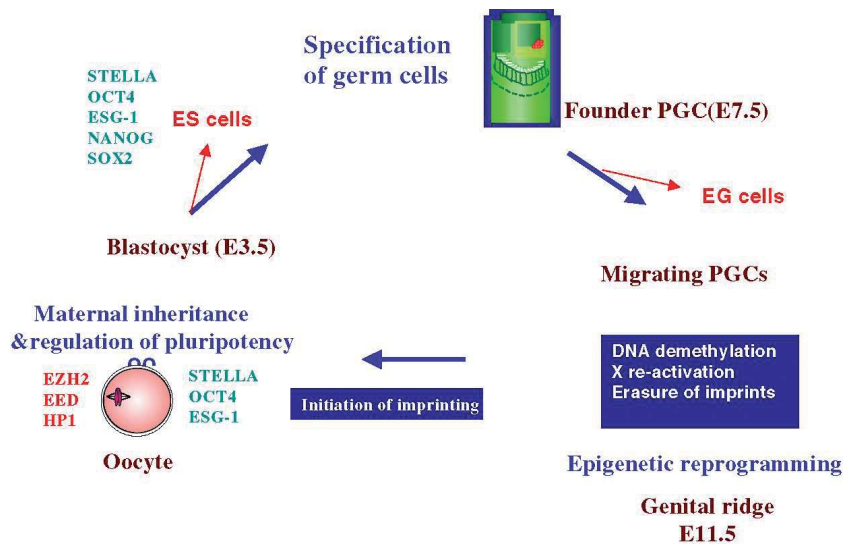 Specification
of germ cells
STELLA
OCT4
ESG-1
NANOG
SOX2
ES cells
Founder PGC(E7.5)
EG cells
Blastocyst (E3.5)
Migrating PGCs
Maternal inheritance
&regulation of pluripotency
EZH2
EED
HP1
STELLA
OCT4
ESG-1
Oocyte
Initiation of imprinting
DNA demethylation
X re-activation
Erasure of imprints
Epigenetic reprogramming
Genital ridge
E11.5